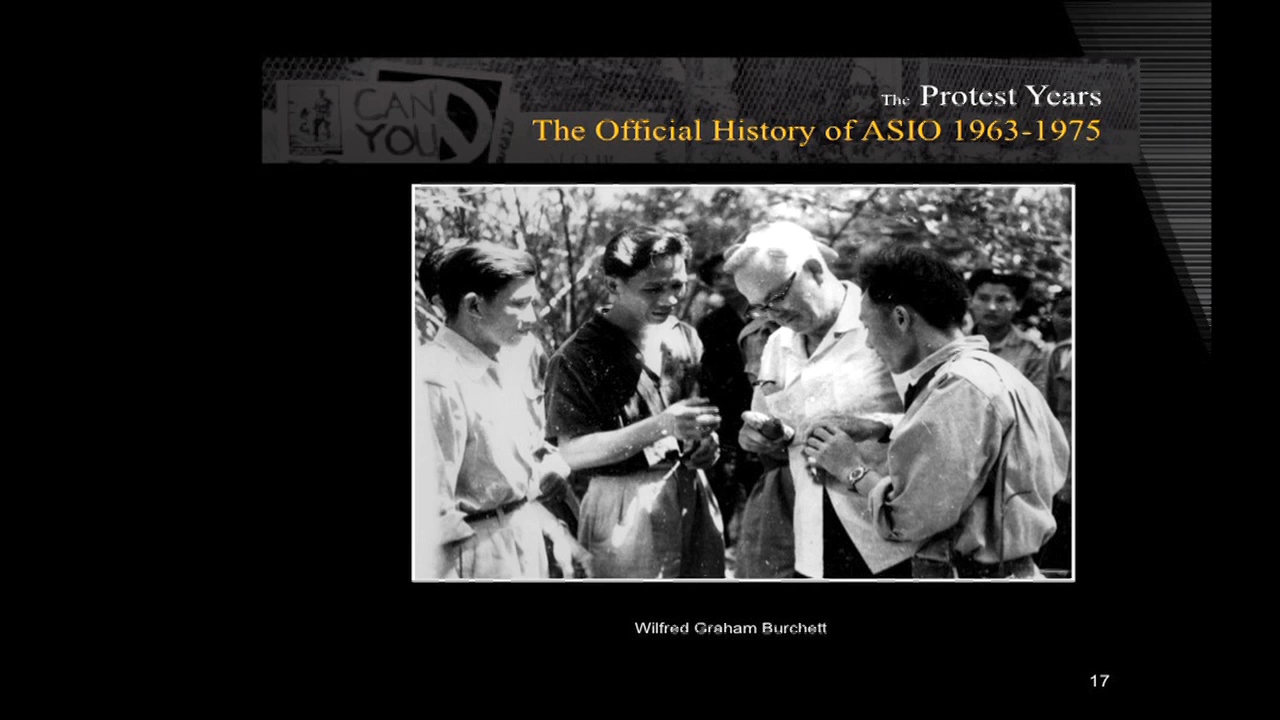 CAN
YOU
The Protest Years
The Official History of ASIO 1963-1975
Wilfred Graham Burchett
17